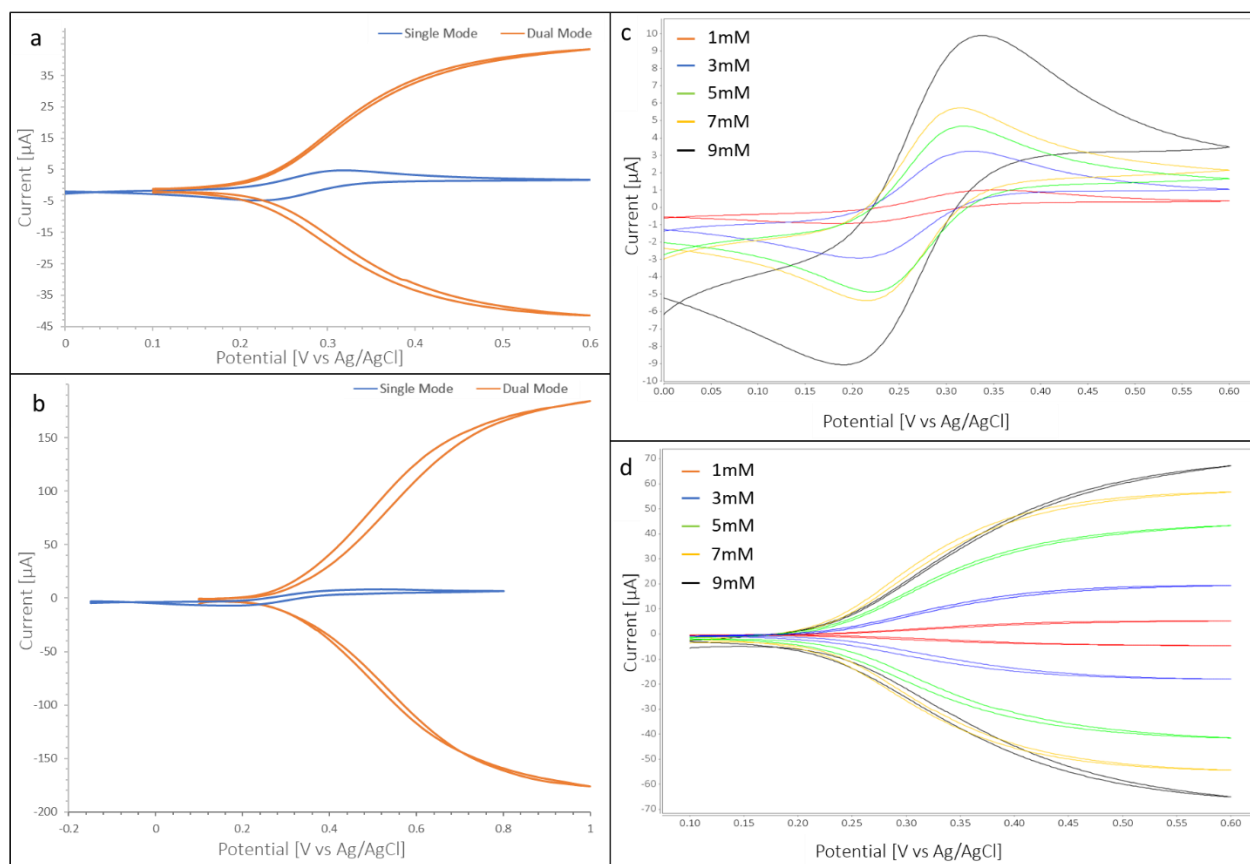 a
Single Mode Dual Mode
35
25
15
5
-5
-15
-25
-35
-45
Current [µA]
0 0.1 0.2 0.3 0.4 0.5 0.6
Potential [V vs Ag/AgCl]
b
Single Mode Dual Mode
150
100
50
0
-50
-100
-150
-200
Current [µA]
-0.2 0 0.2 0.4 0.6 0.8 1
Potential [V vs Ag/AgCl]
c
1mM
3mM
5mM
7mM
9mM
10
9
8
7
6
5
4
3
2
1
0
-1
-2
-3
-4
-5
-6
-7
-8
-9
-10
Current [µA]
0.00 0.05 0.10 0.15 0.20 0.25 0.30 0.35 0.40 0.45 0.50 0.55 0.60
Potential [V vs Ag/AgCl]
d
1mM
3mM
5mM
7mM
9mM
70
60
50
40
30
20
10
0
-10
-20
-30
-40
-50
-60
-70
Current [µA]
0.10 0.15 0.20 0.25 0.30 0.35 0.40 0.45 0.50 0.55 0.60
Potential [V vs Ag/AgCl]